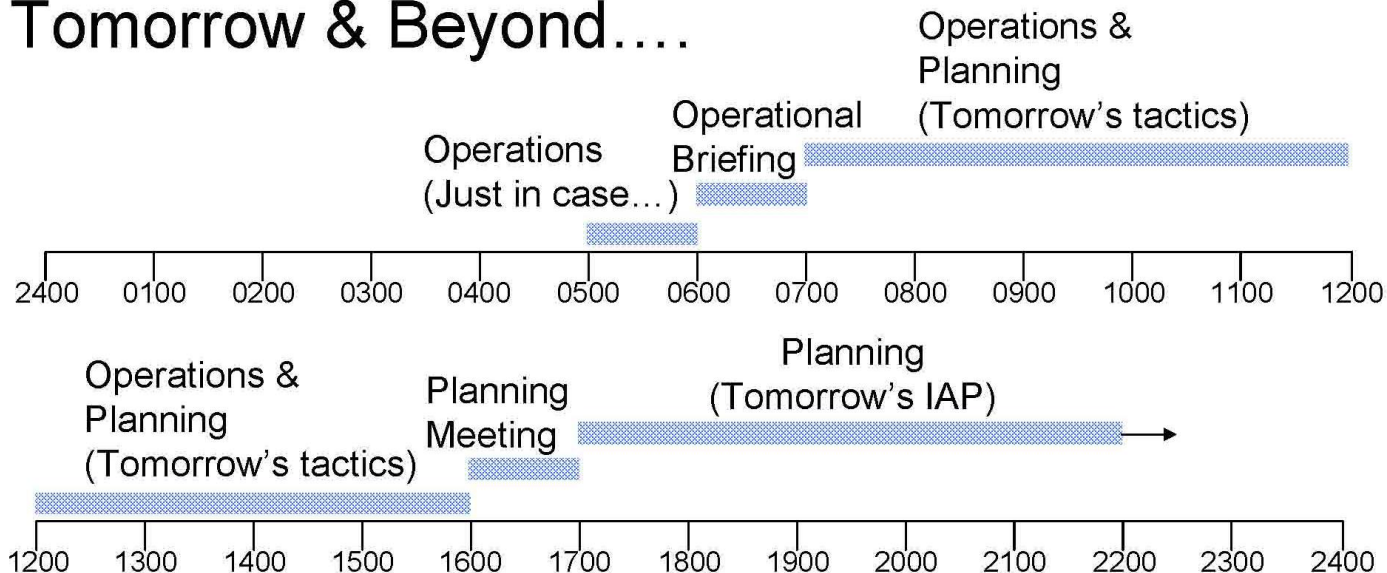 Tomorrow & Beyond....
Operations &
Planning
(Tomorrow's tactics)
Operational
Briefing
Operations
(Just in case...)
2400 0100 0200 0300 0400 0500 0600 0700 0800 0900 1000 1100 1200
Planning
(Tomorrow's IAP)
Operations &
Planning
(Tomorrow's tactics)
Planning
Meeting
1200 1300 1400 1500 1600 1700 1800 1900 2000 2100 2200 2300 2400